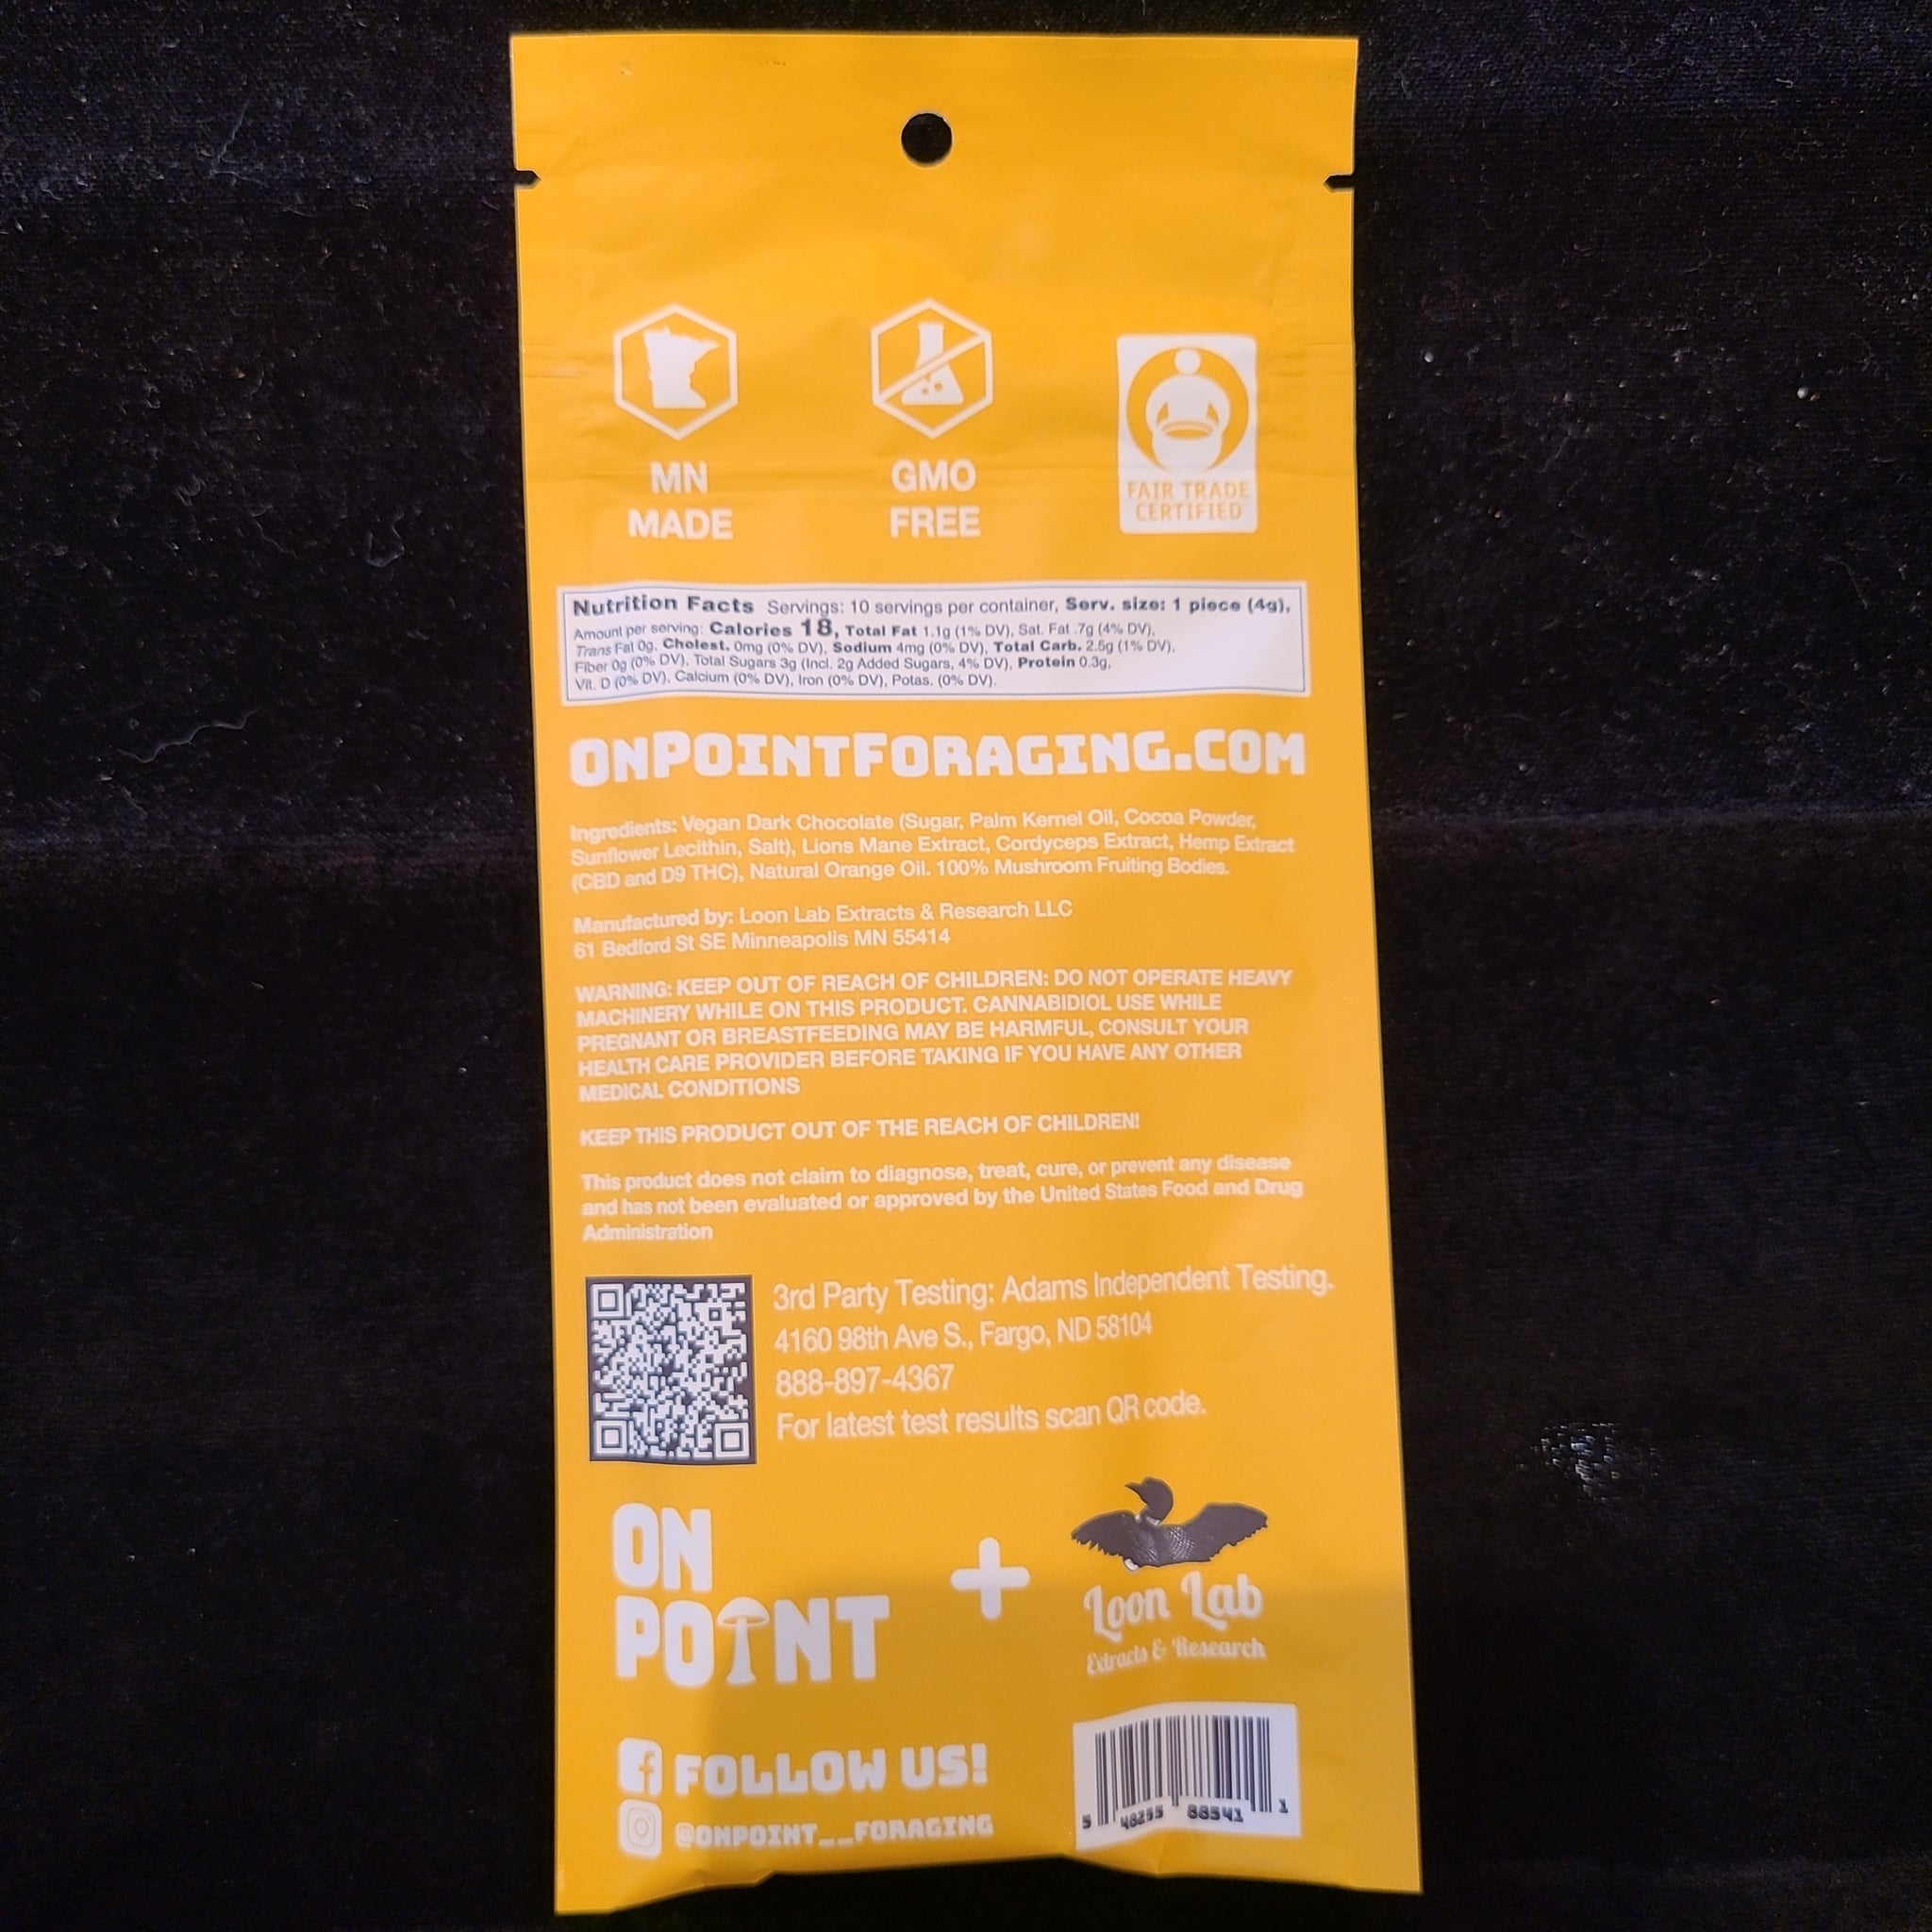 MN
MADE
GMO
FREE
FAIR TRADE
CERTIFIED
Nutrition Facts Servings: 10 servings per container, Serv. size: 1 piece (4g),
Amount per serving: Calories 18, Total Fat 1.1g (1% DV), Sat. Fat .7g (4% DV),
Trans Fat 0g, Cholest. 0mg (0% DV), Sodium 4mg (0% DV), Total Carb. 2.5g (1% DV),
Fiber 0g (0% DV), Total Sugars 3g (Incl. 2g Added Sugars, 4% DV), Protein 0.3g,
Vit. D (0% DV), Calcium (0% DV), Iron (0% DV), Potas. (0% DV).
ONPOINTFORAGING.COM
Ingredients: Vegan Dark Chocolate (Sugar, Palm Kernel Oil, Cocoa Powder,
Sunflower Lecithin, Salt), Lions Mane Extract, Cordyceps Extract, Hemp Extract
(CBD and D9 THC), Natural Orange Oil. 100% Mushroom Fruiting Bodies.
Manufactured by: Loon Lab Extracts & Research LLC
61 Bedford St SE Minneapolis MN 55414
WARNING: KEEP OUT OF REACH OF CHILDREN: DO NOT OPERATE HEAVY
MACHINERY WHILE ON THIS PRODUCT. CANNABIDIOL USE WHILE
PREGNANT OR BREASTFEEDING MAY BE HARMFUL, CONSULT YOUR
HEALTH CARE PROVIDER BEFORE TAKING IF YOU HAVE ANY OTHER
MEDICAL CONDITIONS
KEEP THIS PRODUCT OUT OF THE REACH OF CHILDREN!
This product does not claim to diagnose, treat, cure, or prevent any disease
and has not been evaluated or approved by the United States Food and Drug
Administration
3rd Party Testing: Adams Independent Testing.
4160 98th Ave S., Fargo, ND 58104
888-897-4367
For latest test results scan QR code.
ON
POINT
+
Loon Lab
Extracts & Research
FOLLOW US!
@ONPOINT__FORAGING
5 48255 88541 1